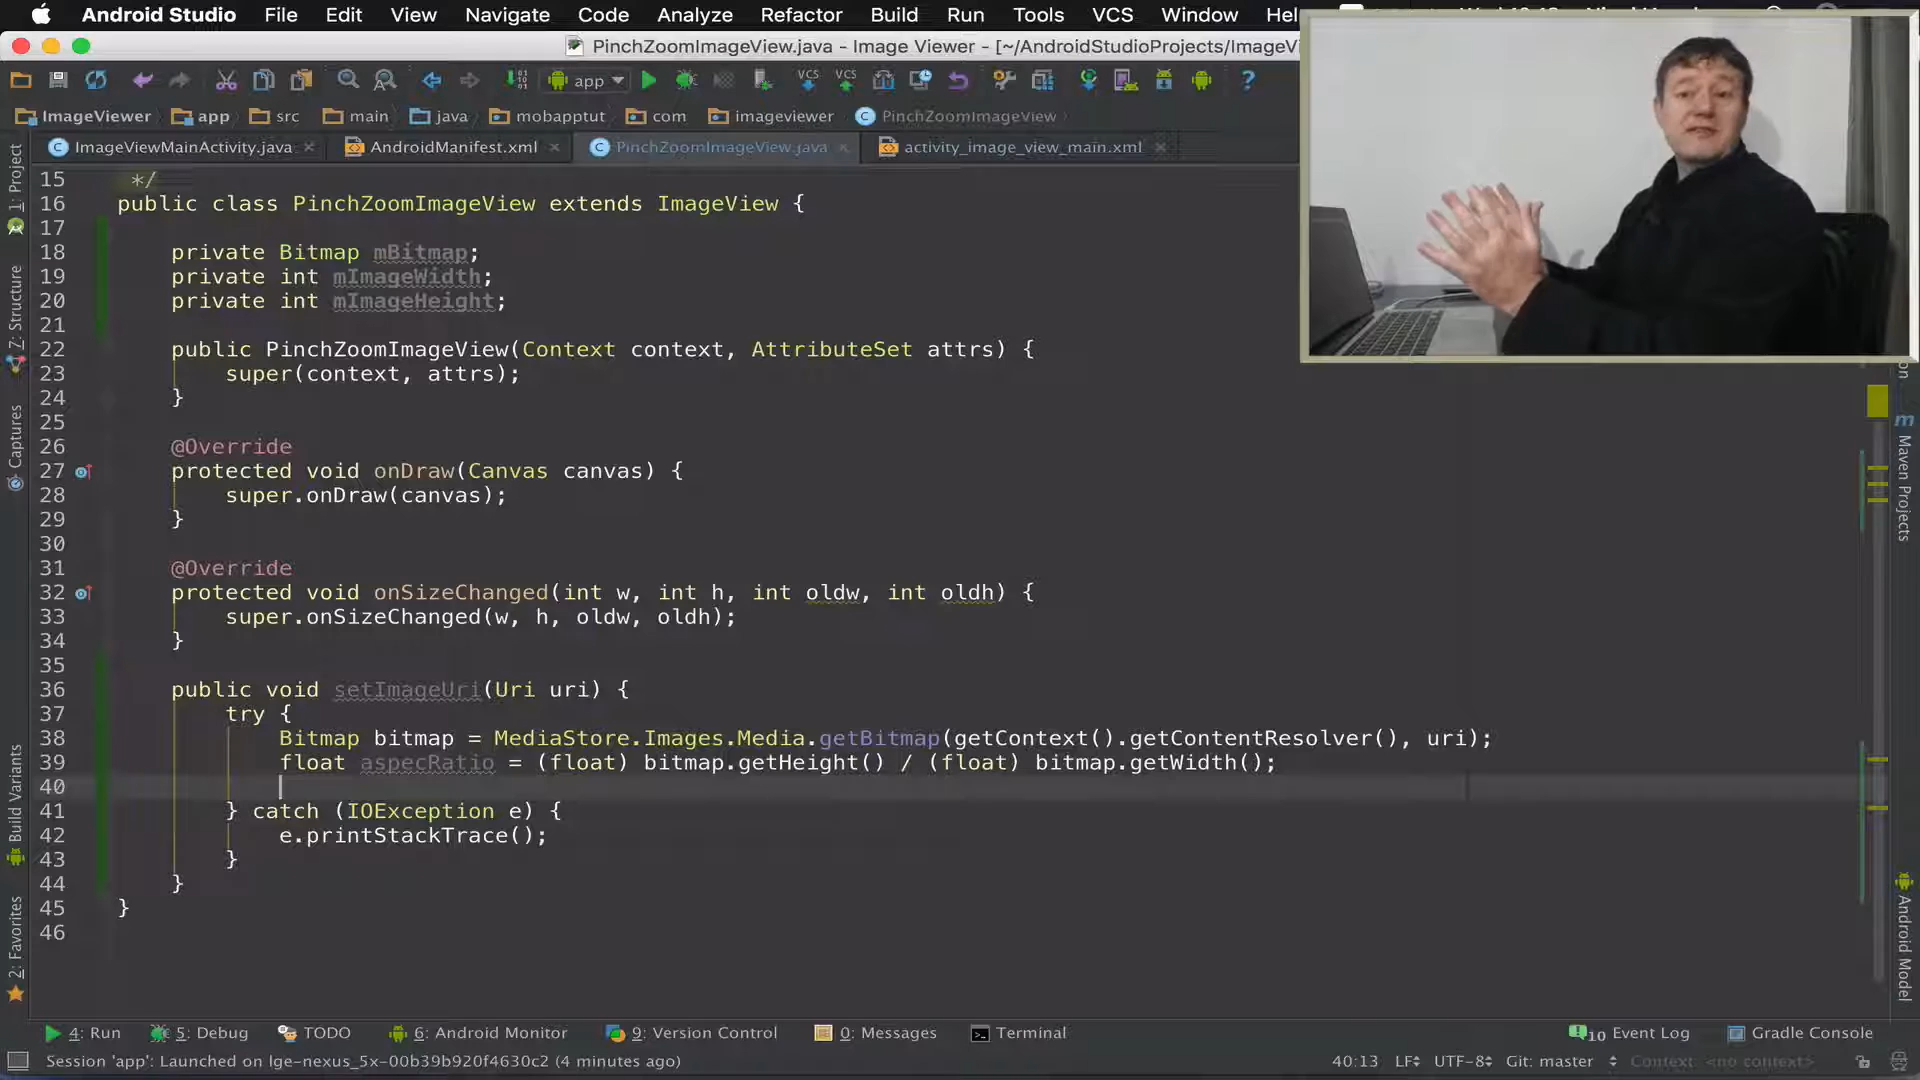 Android Studio File Edit View Navigate Code Analyze Refactor Build Run Tools VCS Window
PinchZoomImageView.java - Image Viewer - [~/AndroidStudioProjects/ImageVi
app
ImageViewer app src main java mobapptut com imageviewer PinchZoomImageView
ImageViewMainActivity.java AndroidManifest.xml PinchZoomImageView.java activity_image_view_main.xml
1: Project
7: Structure
Captures
Build Variants
2: Favorites
15 */
16 public class PinchZoomImageView extends ImageView {
17
18 private Bitmap mBitmap;
19 private int mImageWidth;
20 private int mImageHeight;
21
22 public PinchZoomImageView(Context context, AttributeSet attrs) {
23 super(context, attrs);
24 }
25
26 @Override
27 protected void onDraw(Canvas canvas) {
28 super.onDraw(canvas);
29 }
30
31 @Override
32 protected void onSizeChanged(int w, int h, int oldw, int oldh) {
33 super.onSizeChanged(w, h, oldw, oldh);
34 }
35
36 public void setImageUri(Uri uri) {
37 try {
38 Bitmap bitmap = MediaStore.Images.Media.getBitmap(getContext().getContentResolver(), uri);
39 float aspecRatio = (float) bitmap.getHeight() / (float) bitmap.getWidth();
40
41 } catch (IOException e) {
42 e.printStackTrace();
43 }
44 }
45 }
46
Maven Projects
Android Model
4: Run 5: Debug TODO 6: Android Monitor 9: Version Control 0: Messages Terminal 10 Event Log Gradle Console
Session 'app': Launched on lge-nexus_5x-00b39b920f4630c2 (4 minutes ago) 40:13 LF UTF-8 Git: master Context: <no context>